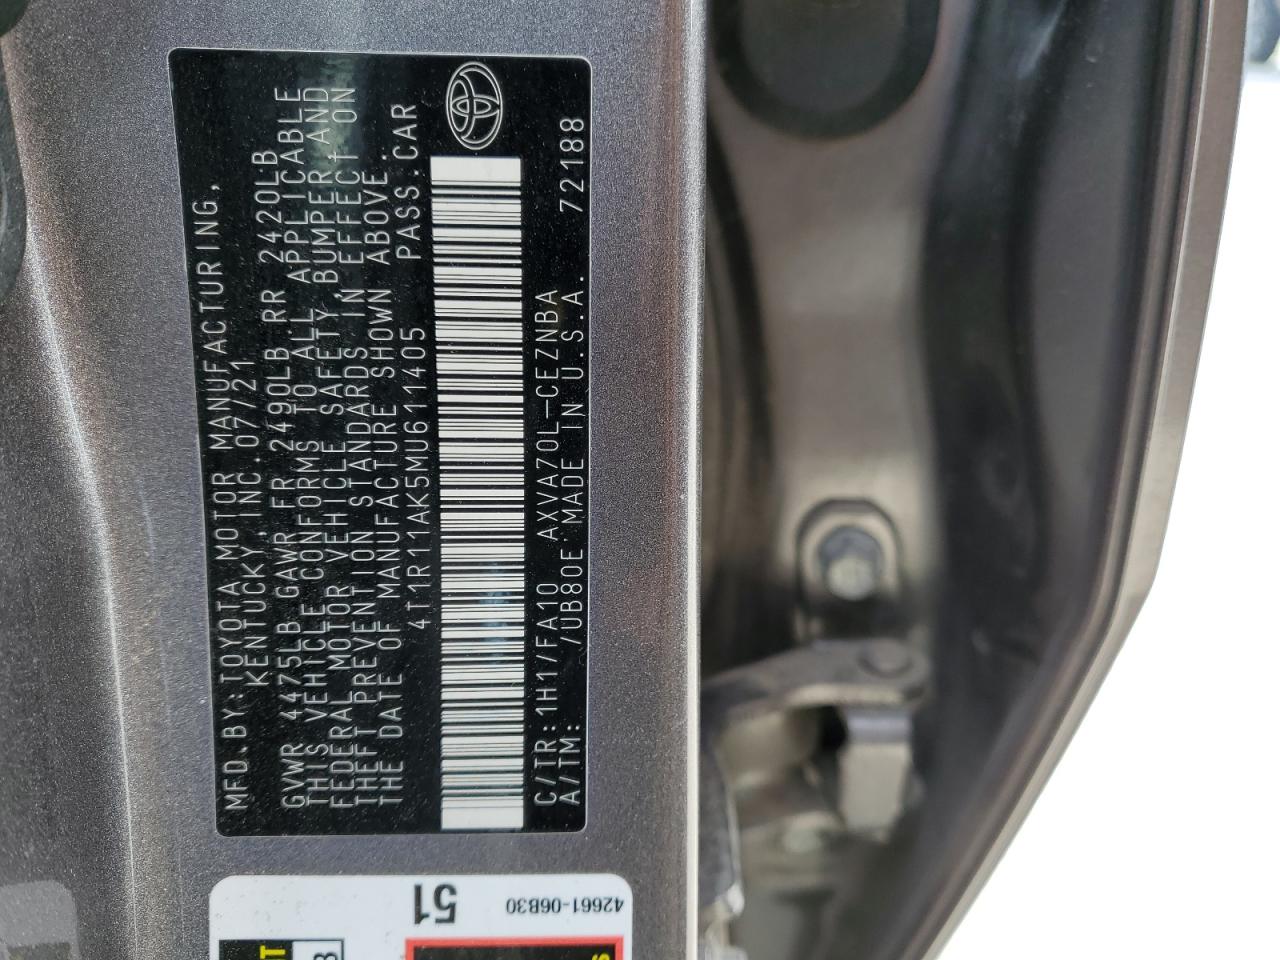 MFD.BY:TOYOTA MOTOR MANUFACTURING,
KENTUCKY,INC.07/21
GVWR 4475LB GAWR FR 2490LB RR 2420LB
THIS VEHICLE CONFORMS TO ALL APPLICABLE
FEDERAL MOTOR VEHICLE SAFETY, BUMPER,AND
THEFT PREVENTION STANDARDS IN EFFECT ON
THE DATE OF MANUFACTURE SHOWN ABOVE.
4T1R11AK5MU611405 PASS.CAR
C/TR:1H1/FA10 AXVA70L-CEZNBA
A/TM: /UB80E MADE IN U.S.A. 72188
51
42661-06B30